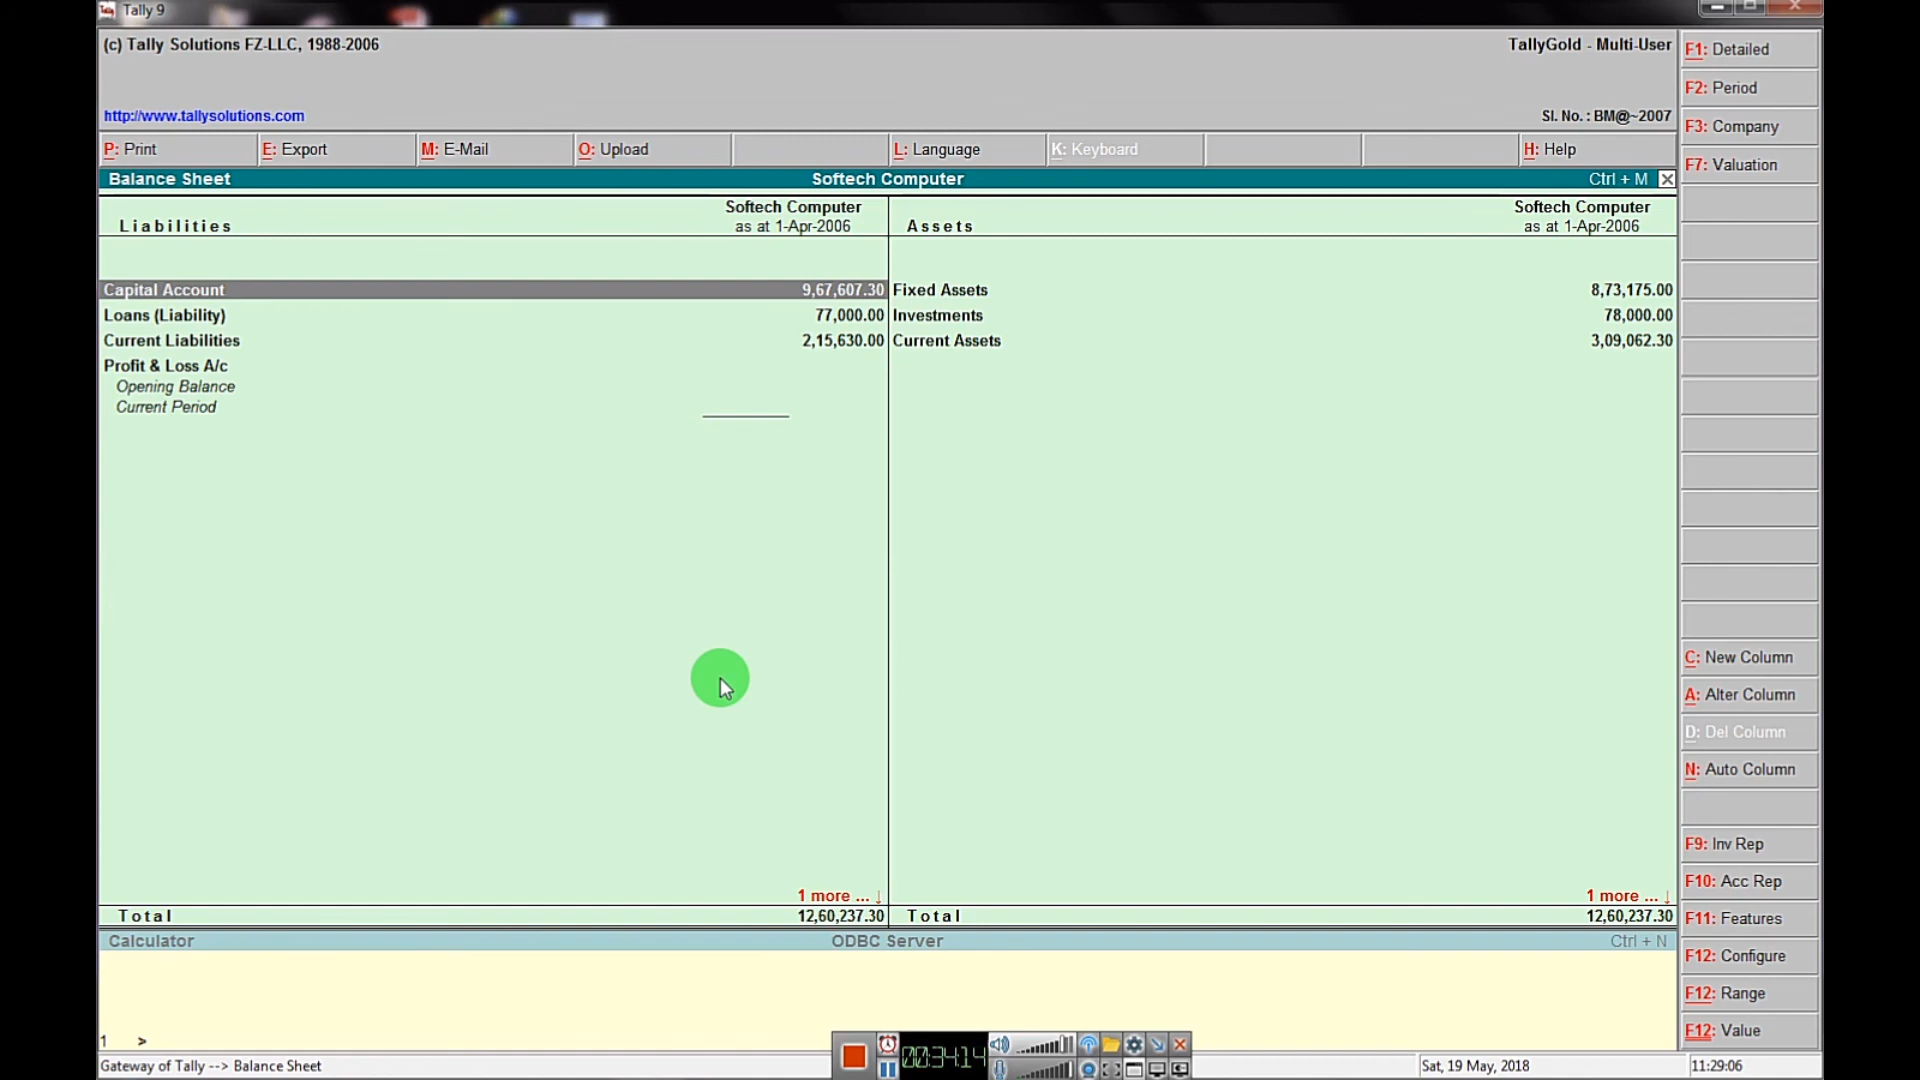 Tally 9
(c) Tally Solutions FZ-LLC, 1988-2006
TallyGold - Multi-User
http://www.tallysolutions.com
Sl. No. : BM@~2007
P: Print E: Export M: E-Mail O: Upload L: Language K: Keyboard H: Help
Balance Sheet Softech Computer Ctrl + M
Liabilities
Softech Computer
as at 1-Apr-2006
Assets
Softech Computer
as at 1-Apr-2006
Capital Account 9,67,607.30 Fixed Assets 8,73,175.00
Loans (Liability) 77,000.00 Investments 78,000.00
Current Liabilities 2,15,630.00 Current Assets 3,09,062.30
Profit & Loss A/c
Opening Balance
Current Period
1 more ... ↓ 1 more ... ↓
Total 12,60,237.30 Total 12,60,237.30
Calculator ODBC Server Ctrl + N
1 >
Gateway of Tally --> Balance Sheet
00:34:14
Sat, 19 May, 2018
11:29:06
F1: Detailed
F2: Period
F3: Company
F7: Valuation
C: New Column
A: Alter Column
D: Del Column
N: Auto Column
F9: Inv Rep
F10: Acc Rep
F11: Features
F12: Configure
F12: Range
F12: Value